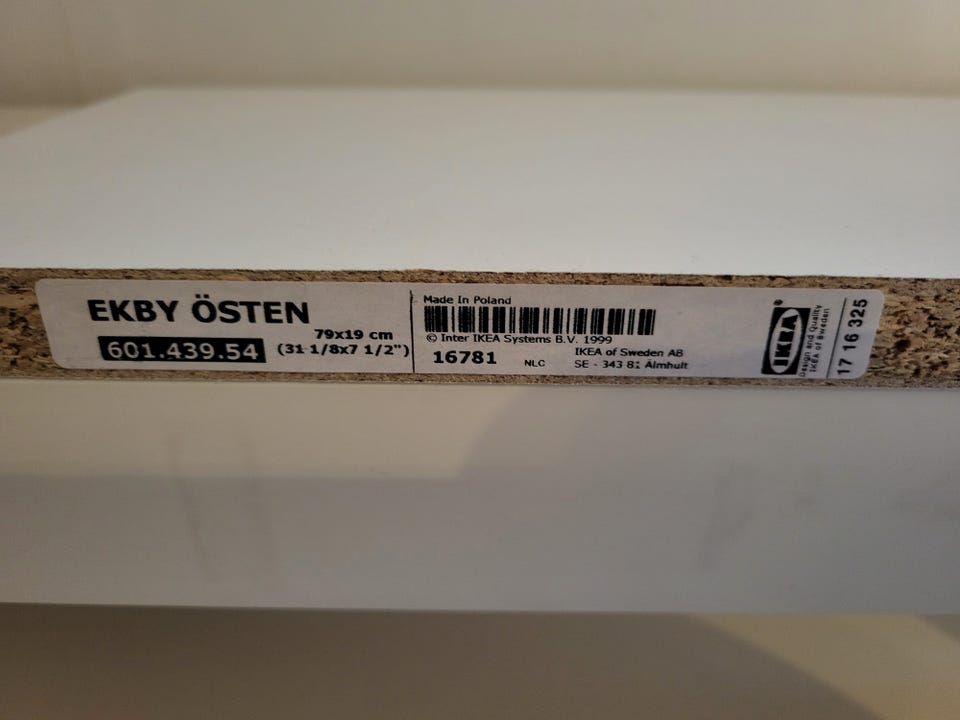 EKBY ÖSTEN
79x19 cm
601.439.54 (31 1/8x7 1/2")
Made In Poland
© Inter IKEA Systems B.V. 1999
16781 NLC IKEA of Sweden AB
SE - 343 81 Älmhult
IKEA ®
Design and Quality
IKEA of Sweden
17 16 325